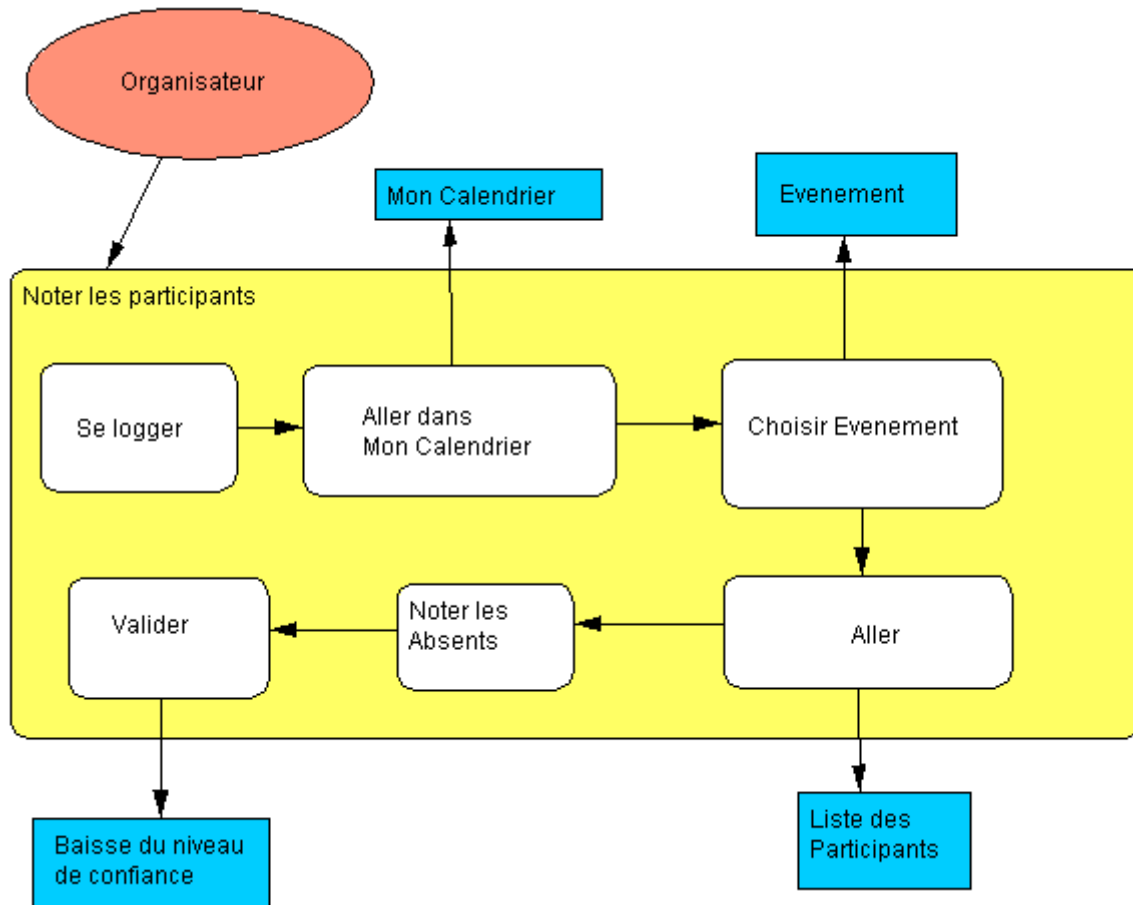 Organisateur
Mon Calendrier
Evenement
Noter les participants
Se logger
Aller dans
Mon Calendrier
Choisir Evenement
Valider
Noter les
Absents
Aller
Baisse du niveau
de confiance
Liste des
Participants